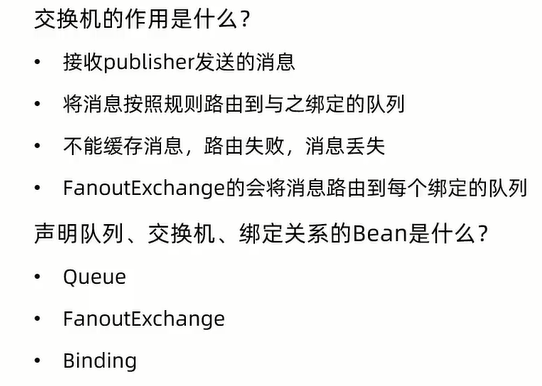 交换机的作用是什么？
• 接收publisher发送的消息
• 将消息按照规则路由到与之绑定的队列
• 不能缓存消息，路由失败，消息丢失
• FanoutExchange的会将消息路由到每个绑定的队列
声明队列、交换机、绑定关系的Bean是什么？
• Queue
• FanoutExchange
• Binding